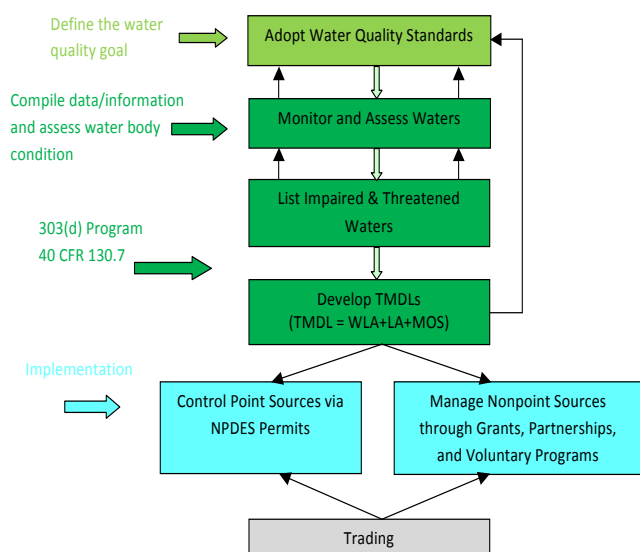 Define the water
quality goal
Adopt Water Quality Standards
Compile data/information
and assess water body
condition
Monitor and Assess Waters
List Impaired & Threatened
Waters
303(d) Program
40 CFR 130.7
Develop TMDLs
(TMDL = WLA+LA+MOS)
Implementation
Control Point Sources via
NPDES Permits
Manage Nonpoint Sources
through Grants, Partnerships,
and Voluntary Programs
Trading